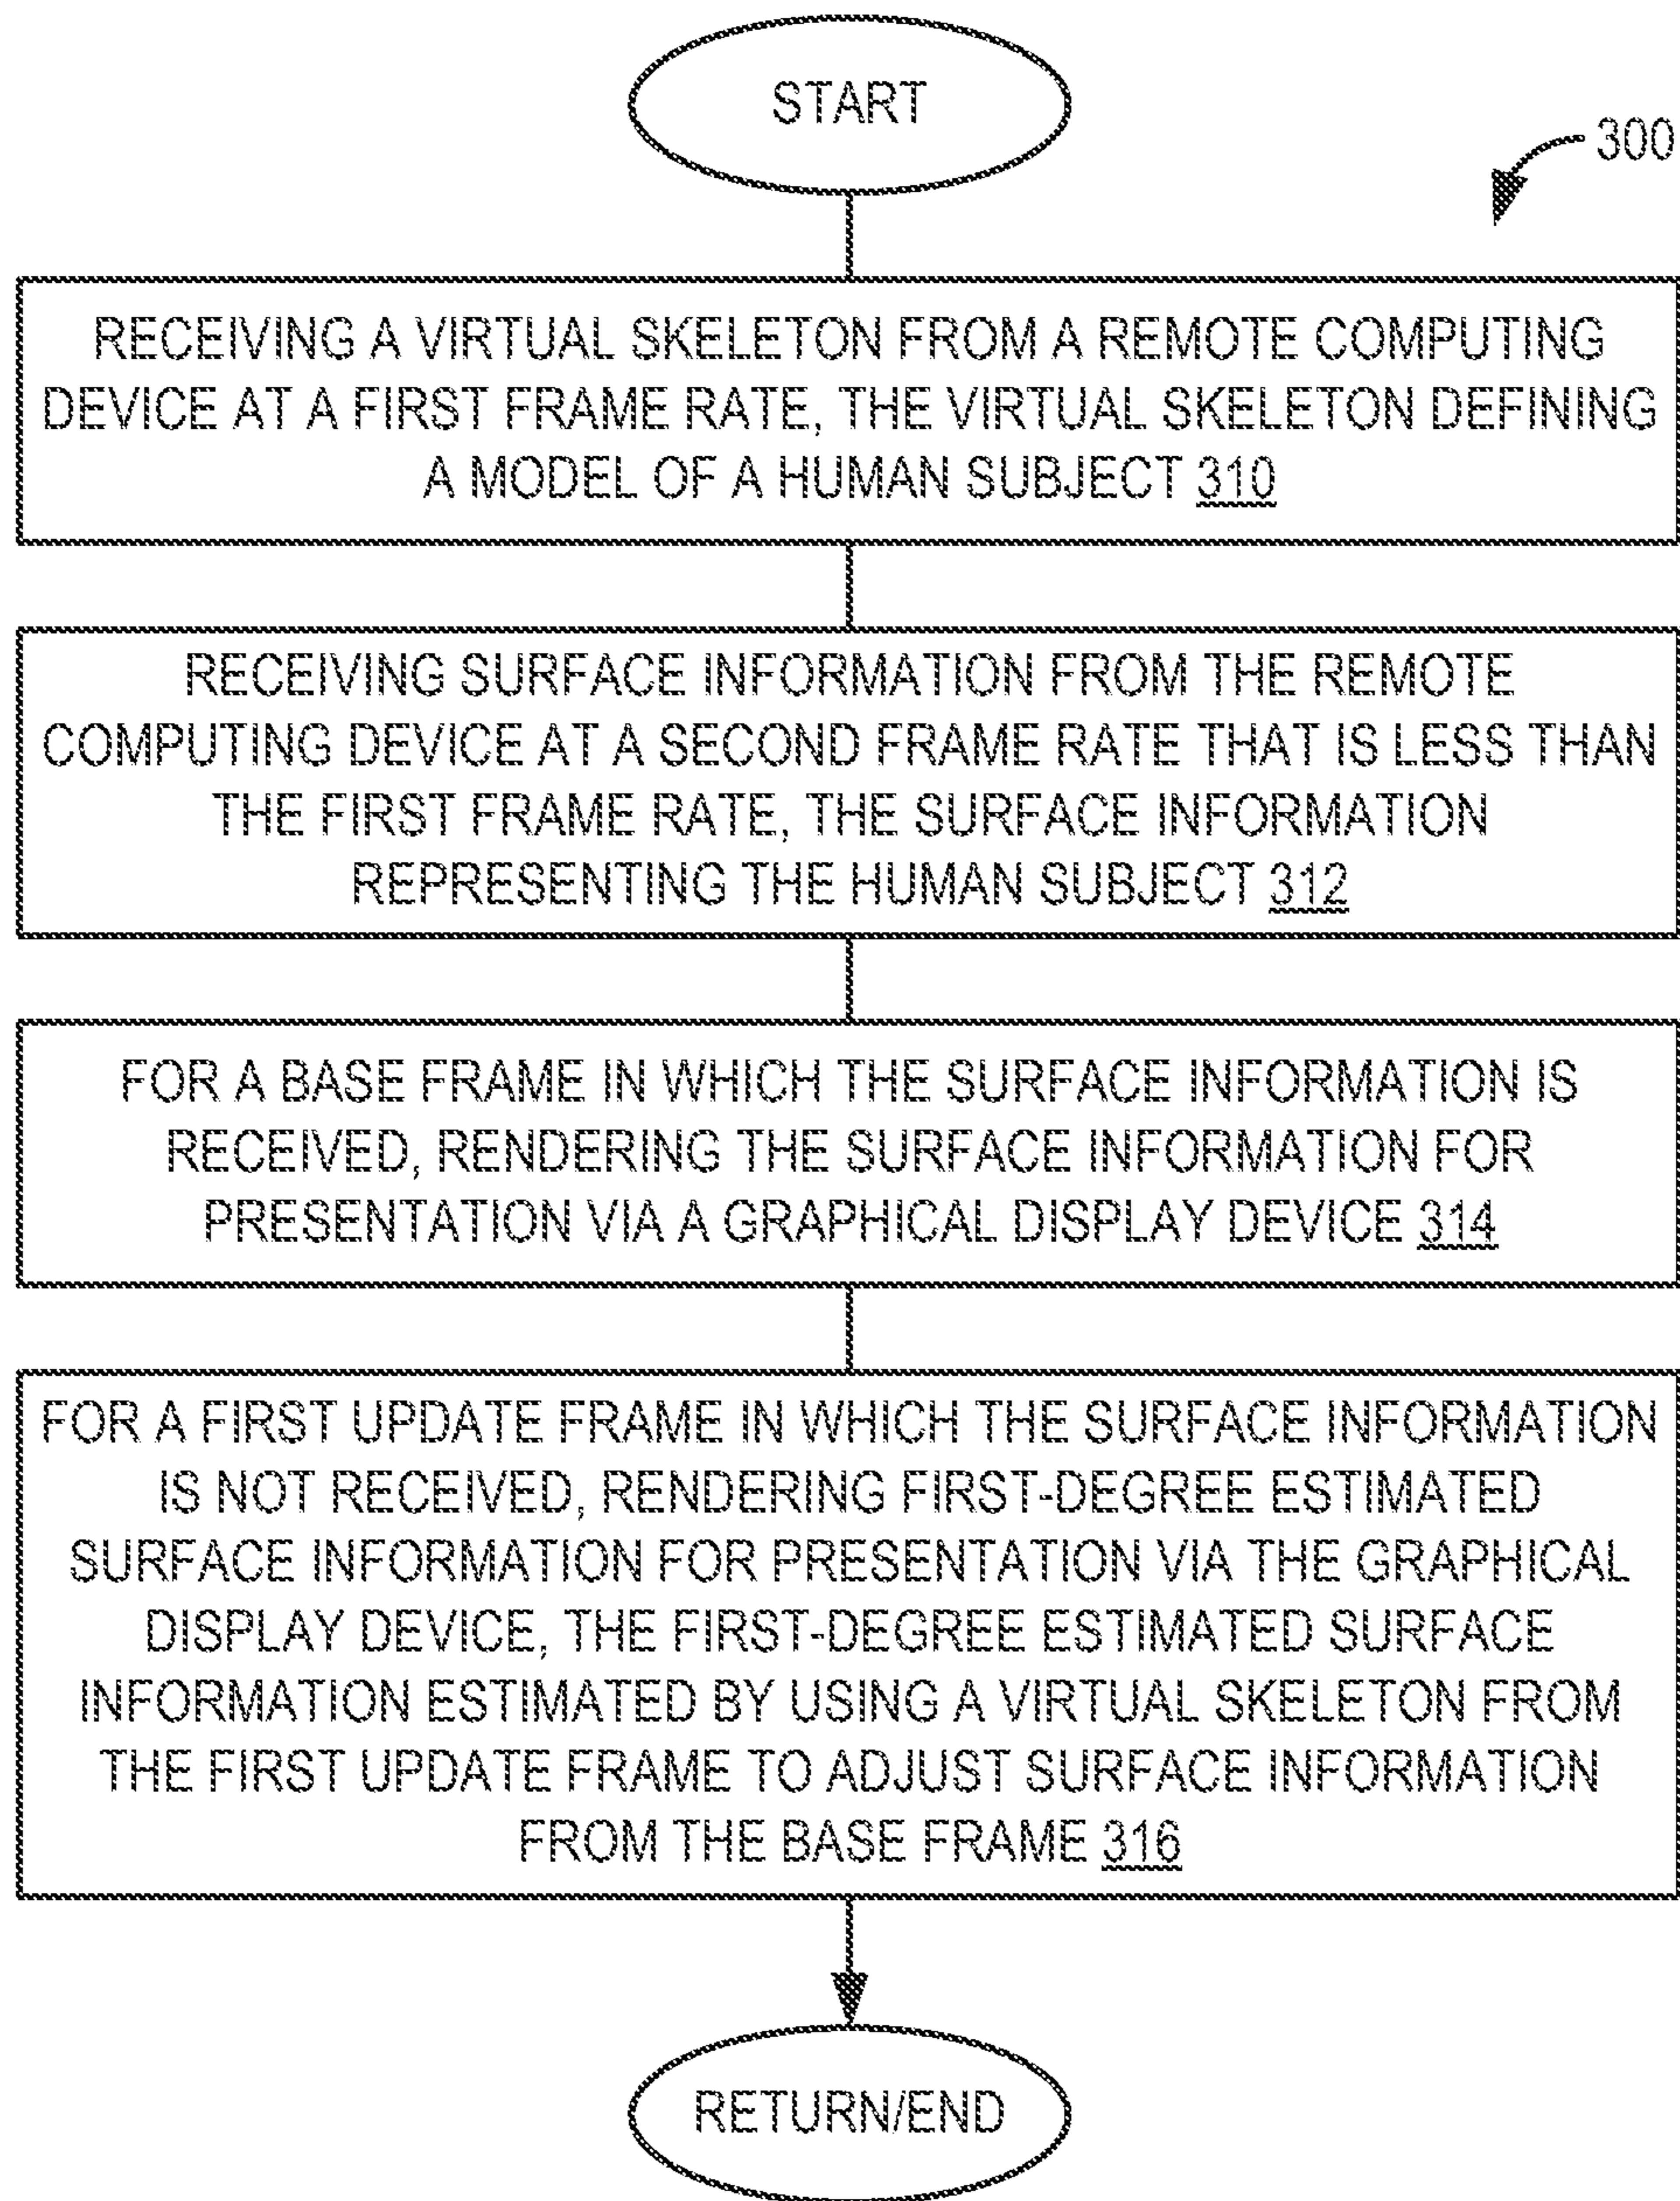 START
300
RECEIVING A VIRTUAL SKELETON FROM A REMOTE COMPUTING
DEVICE AT A FIRST FRAME RATE, THE VIRTUAL SKELETON DEFINING
A MODEL OF A HUMAN SUBJECT 310
RECEIVING SURFACE INFORMATION FROM THE REMOTE
COMPUTING DEVICE AT A SECOND FRAME RATE THAT IS LESS THAN
THE FIRST FRAME RATE, THE SURFACE INFORMATION
REPRESENTING THE HUMAN SUBJECT 312
FOR A BASE FRAME IN WHICH THE SURFACE INFORMATION IS
RECEIVED, RENDERING THE SURFACE INFORMATION FOR
PRESENTATION VIA A GRAPHICAL DISPLAY DEVICE 314
FOR A FIRST UPDATE FRAME IN WHICH THE SURFACE INFORMATION
IS NOT RECEIVED, RENDERING FIRST-DEGREE ESTIMATED
SURFACE INFORMATION FOR PRESENTATION VIA THE GRAPHICAL
DISPLAY DEVICE, THE FIRST-DEGREE ESTIMATED SURFACE
INFORMATION ESTIMATED BY USING A VIRTUAL SKELETON FROM
THE FIRST UPDATE FRAME TO ADJUST SURFACE INFORMATION
FROM THE BASE FRAME 316
RETURN/END